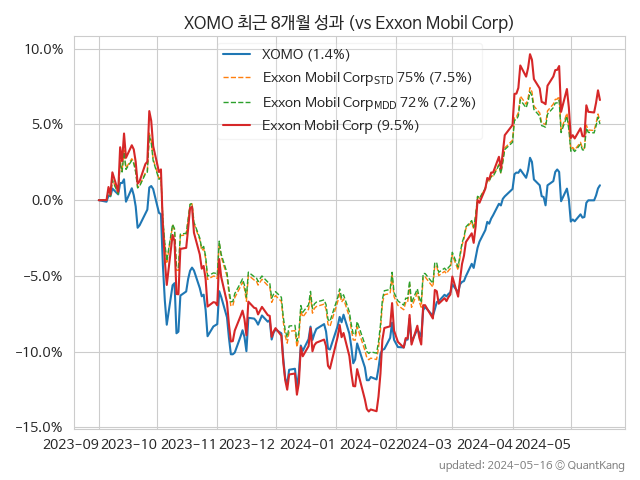 XOMO 최근 8개월 성과 (vs Exxon Mobil Corp)
10.0%
5.0%
0.0%
−5.0%
−10.0%
−15.0%
XOMO (1.4%)
Exxon Mobil CorpSTD 75% (7.5%)
Exxon Mobil CorpMDD 72% (7.2%)
Exxon Mobil Corp (9.5%)
2023-09 2023-10 2023-11 2023-12 2024-01 2024-02 2024-03 2024-04 2024-05
updated: 2024-05-16 ⓒ QuantKang